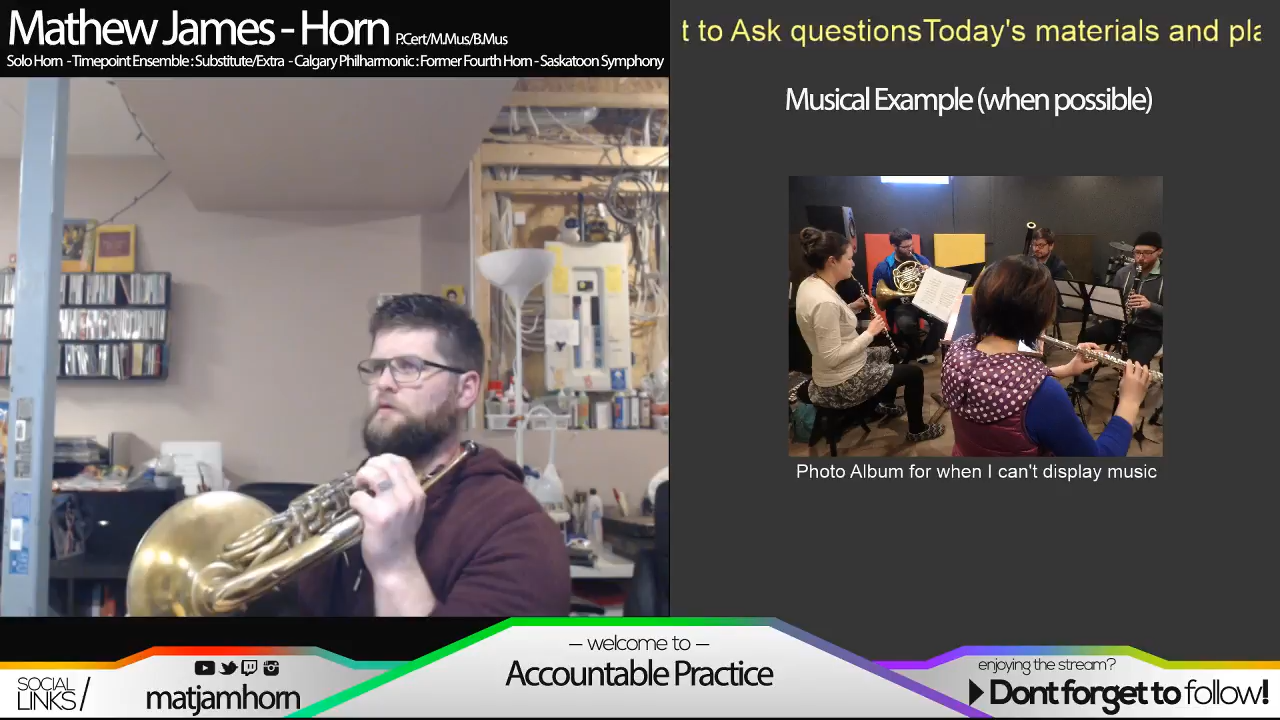 Mathew James - Horn P.Cert/M.Mus/B.Mus
Solo Horn - Timepoint Ensemble : Substitute/Extra - Calgary Philharmonic : Former Fourth Horn - Saskatoon Symphony
t to Ask questionsToday's materials and pla
Musical Example (when possible)
Photo Album for when I can't display music
— welcome to —
Accountable Practice
SOCIAL
LINKS /
matjamhorn
enjoying the stream?
Dont forget to follow!